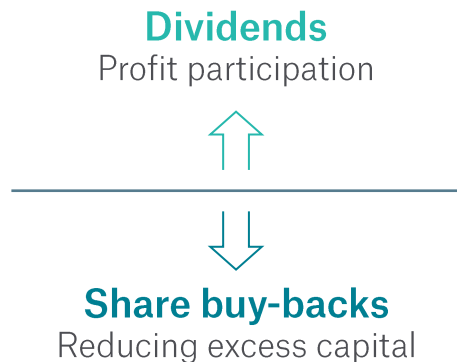 Dividends
Profit participation
Share buy-backs
Reducing excess capital